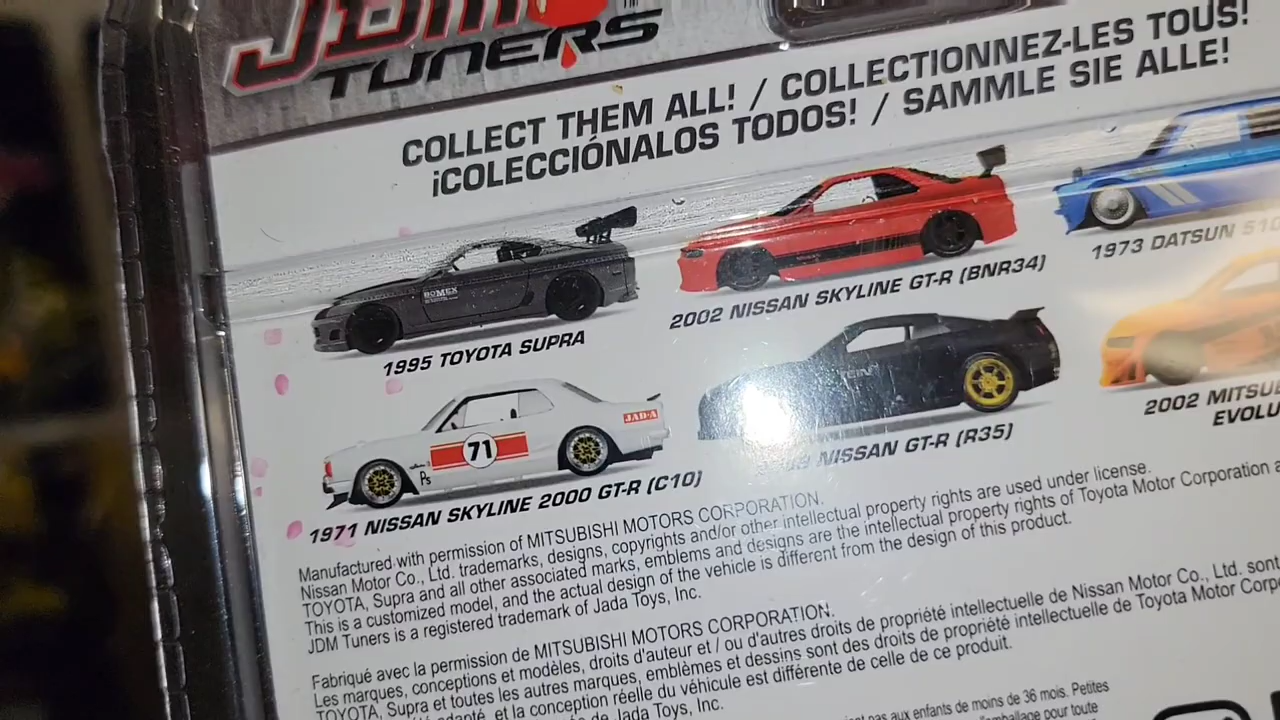 JDM
TUNERS
COLLECT THEM ALL! / COLLECTIONNEZ-LES TOUS!
¡COLECCIÓNALOS TODOS! / SAMMLE SIE ALLE!
1995 TOYOTA SUPRA
2002 NISSAN SKYLINE GT-R (BNR34)
1973 DATSUN 510
71
JADA
1971 NISSAN SKYLINE 2000 GT-R (C10)
NISSAN GT-R (R35)
2002
EVOLU
Manufactured with permission of MITSUBISHI MOTORS CORPORATION.
Nissan Motor Co., Ltd. trademarks, designs, copyrights and/or other intellectual property rights are used under license.
TOYOTA, Supra and all other associated marks, emblems and designs are the intellectual property rights of Toyota Motor Corporation
This is a customized model, and the actual design of the vehicle is different from the design of this product.
JDM Tuners is a registered trademark of Jada Toys, Inc.
Fabriqué avec la permission de MITSUBISHI MOTORS CORPORATION.
Les marques, conceptions et modèles, droits d'auteur et / ou d'autres droits de propriété intellectuelle de Nissan Motor Co., Ltd. sont
TOYOTA, Supra et toutes les autres marques, emblèmes et dessins sont des droits de propriété intellectuelle de Toyota Motor
et la conception réelle du véhicule est différente de celle de ce produit.
de Jada Toys, Inc.
pas aux enfants de moins de 36 mois. Petites
d'emballage pour toute